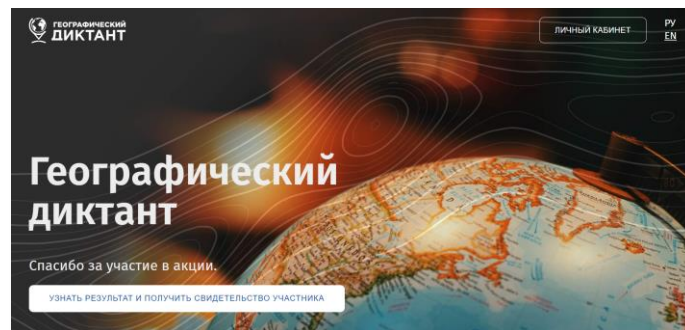 ГЕОГРАФИЧЕСКИЙ
ДИКТАНТ
ЛИЧНЫЙ КАБИНЕТ
РУ
EN
Географический
диктант
Спасибо за участие в акции.
УЗНАТЬ РЕЗУЛЬТАТ И ПОЛУЧИТЬ СВИДЕТЕЛЬСТВО УЧАСТНИКА